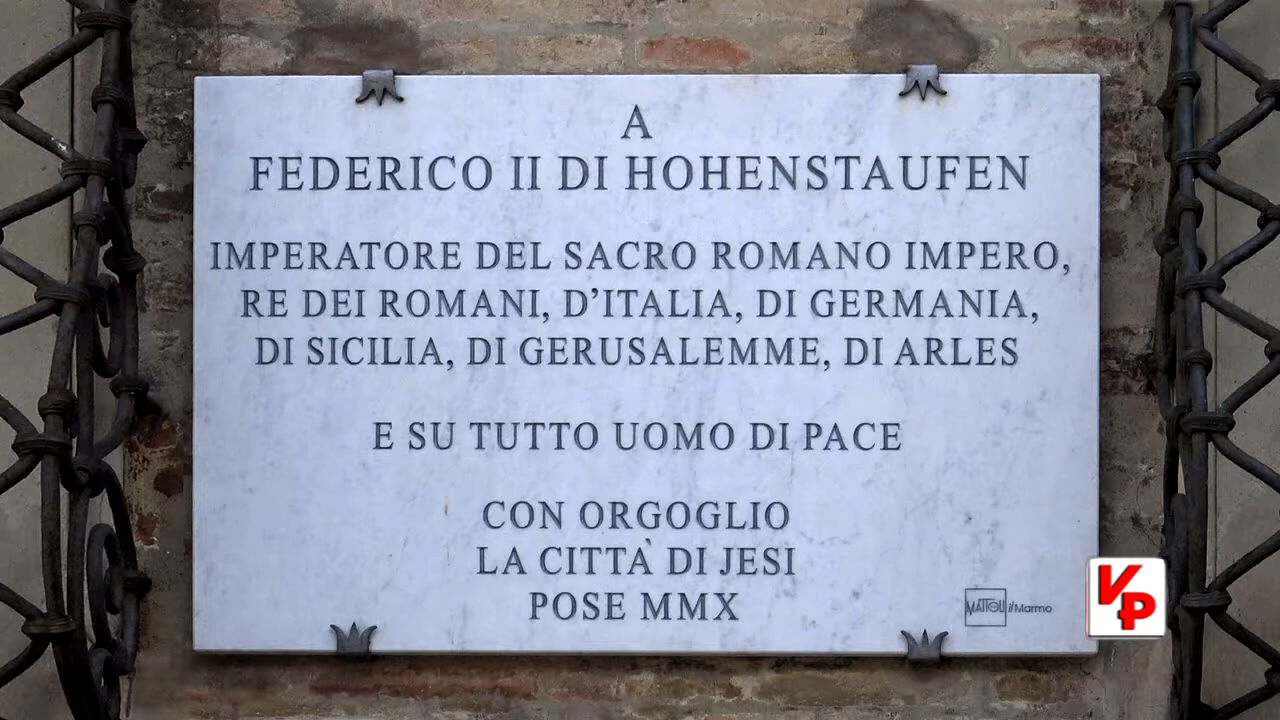 A
FEDERICO II DI HOHENSTAUFEN
IMPERATORE DEL SACRO ROMANO IMPERO,
RE DEI ROMANI, D'ITALIA, DI GERMANIA,
DI SICILIA, DI GERUSALEMME, DI ARLES
E SU TUTTO UOMO DI PACE
CON ORGOGLIO
LA CITTÀ DI JESI
POSE MMX
MATTOLI il Marmo
VP